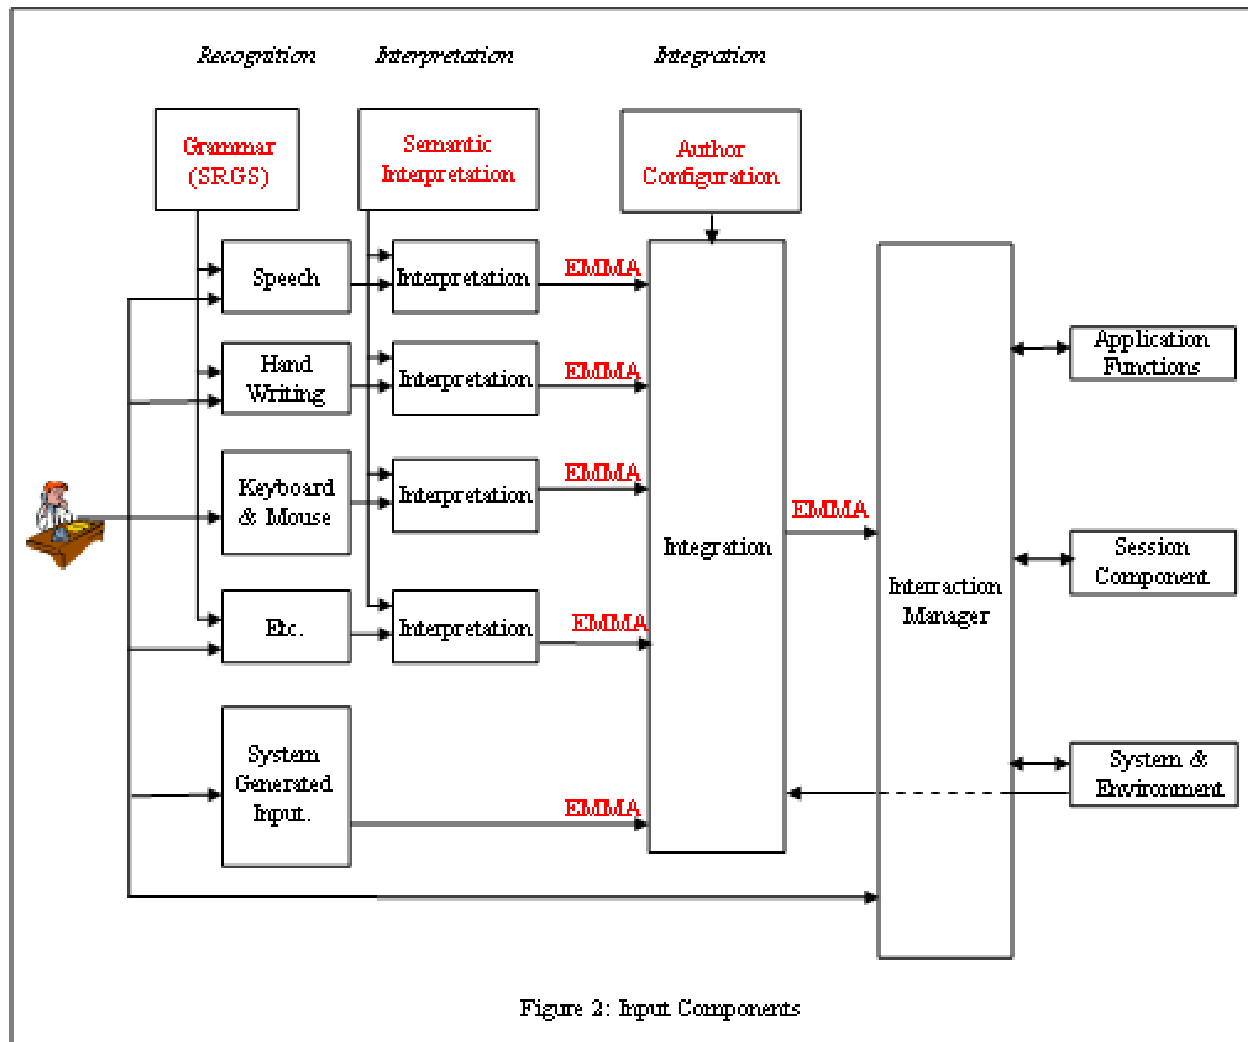 Recognition
Interpretation
Integration
Grammar
(SRGS)
Semantic
Interpretation
Author
Configuration
Speech
Interpretation
EMMA
Hand
Writing
Interpretation
EMMA
Application
Functions
Keyboard
& Mouse
Interpretation
EMMA
Integration
EMMA
Interraction
Manager
Session
Component
Etc.
Interpretation
EMMA
System
Generated
Input.
EMMA
System &
Environment
Figure 2: Input Components